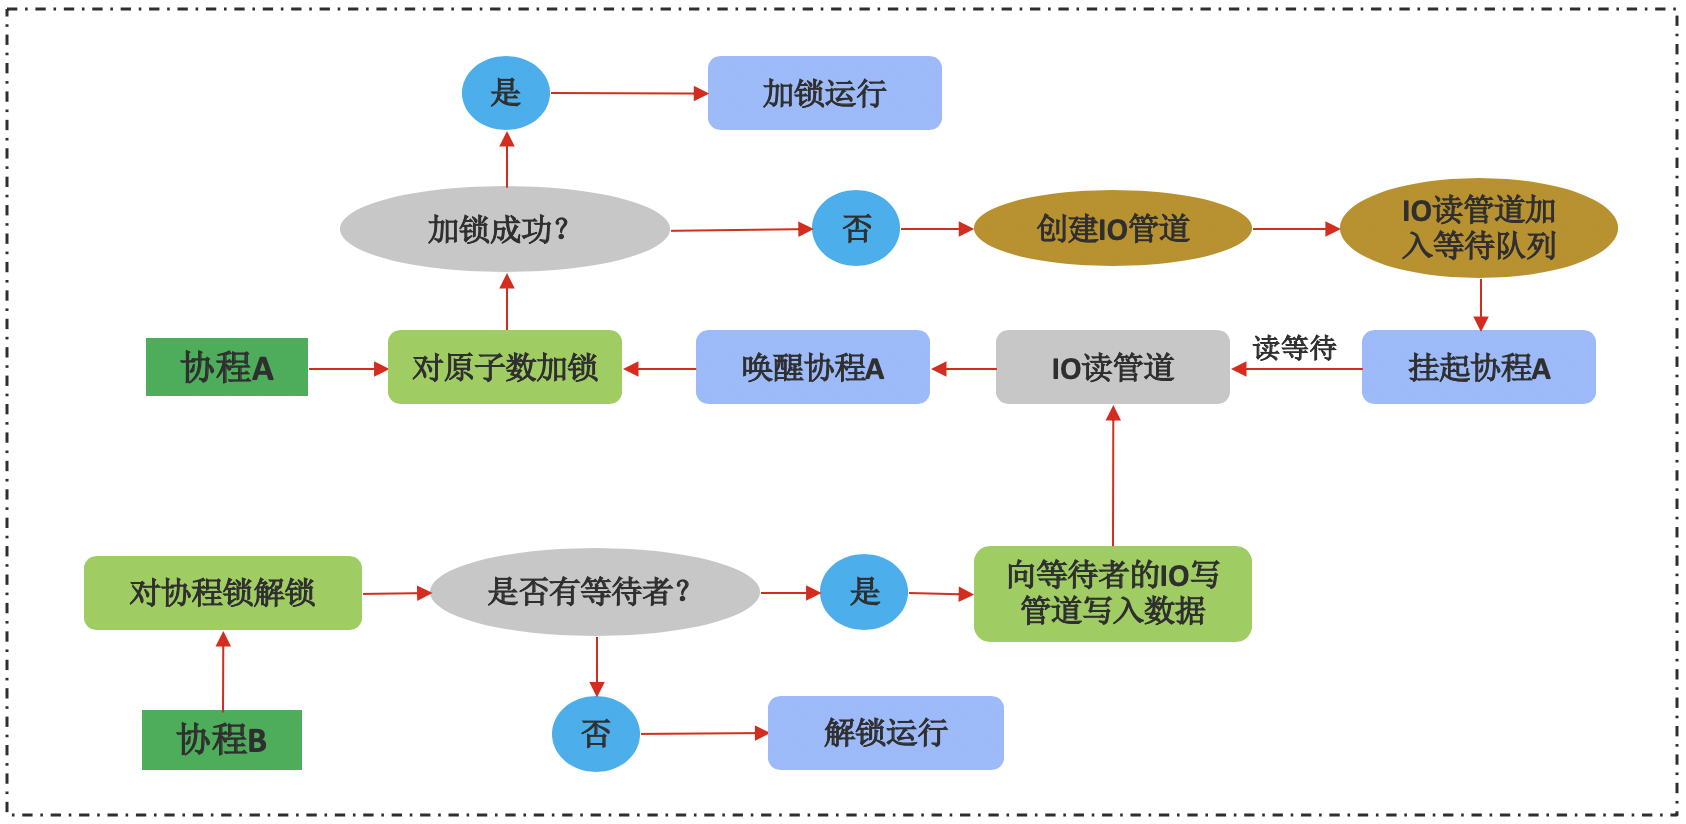 是
加锁运行
加锁成功？
否
创建IO管道
IO读管道加
入等待队列
协程A
对原子数加锁
唤醒协程A
IO读管道
读等待
挂起协程A
对协程锁解锁
是否有等待者？
是
向等待者的IO写
管道写入数据
协程B
否
解锁运行